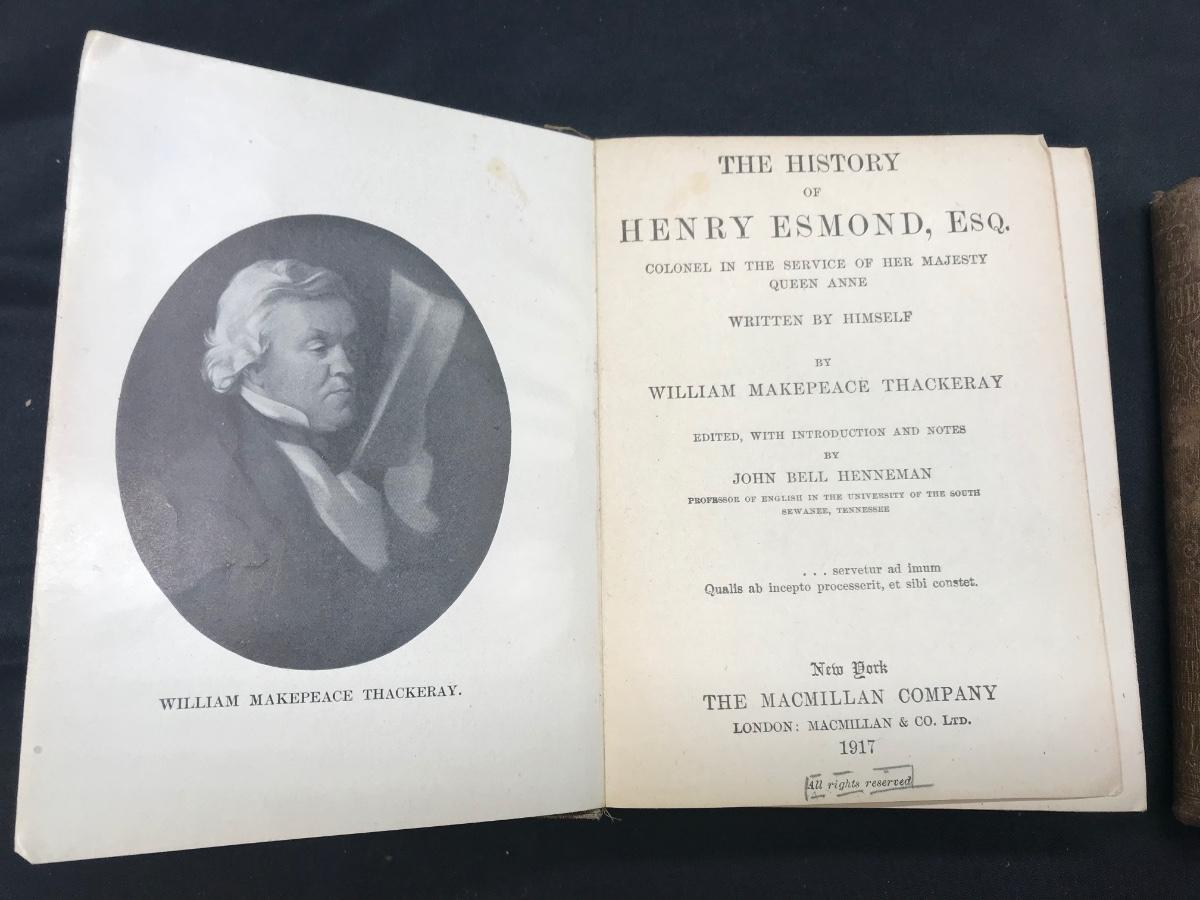 WILLIAM MAKEPEACE THACKERAY.
THE HISTORY
OF
HENRY ESMOND, ESQ.
COLONEL IN THE SERVICE OF HER MAJESTY
QUEEN ANNE
WRITTEN BY HIMSELF
BY
WILLIAM MAKEPEACE THACKERAY
EDITED, WITH INTRODUCTION AND NOTES
BY
JOHN BELL HENNEMAN
PROFESSOR OF ENGLISH IN THE UNIVERSITY OF THE SOUTH
SEWANEE, TENNESSEE
. . . servetur ad imum
Qualis ab incepto processerit, et sibi constet.
New York
THE MACMILLAN COMPANY
LONDON: MACMILLAN & CO. LTD.
1917
All rights reserved